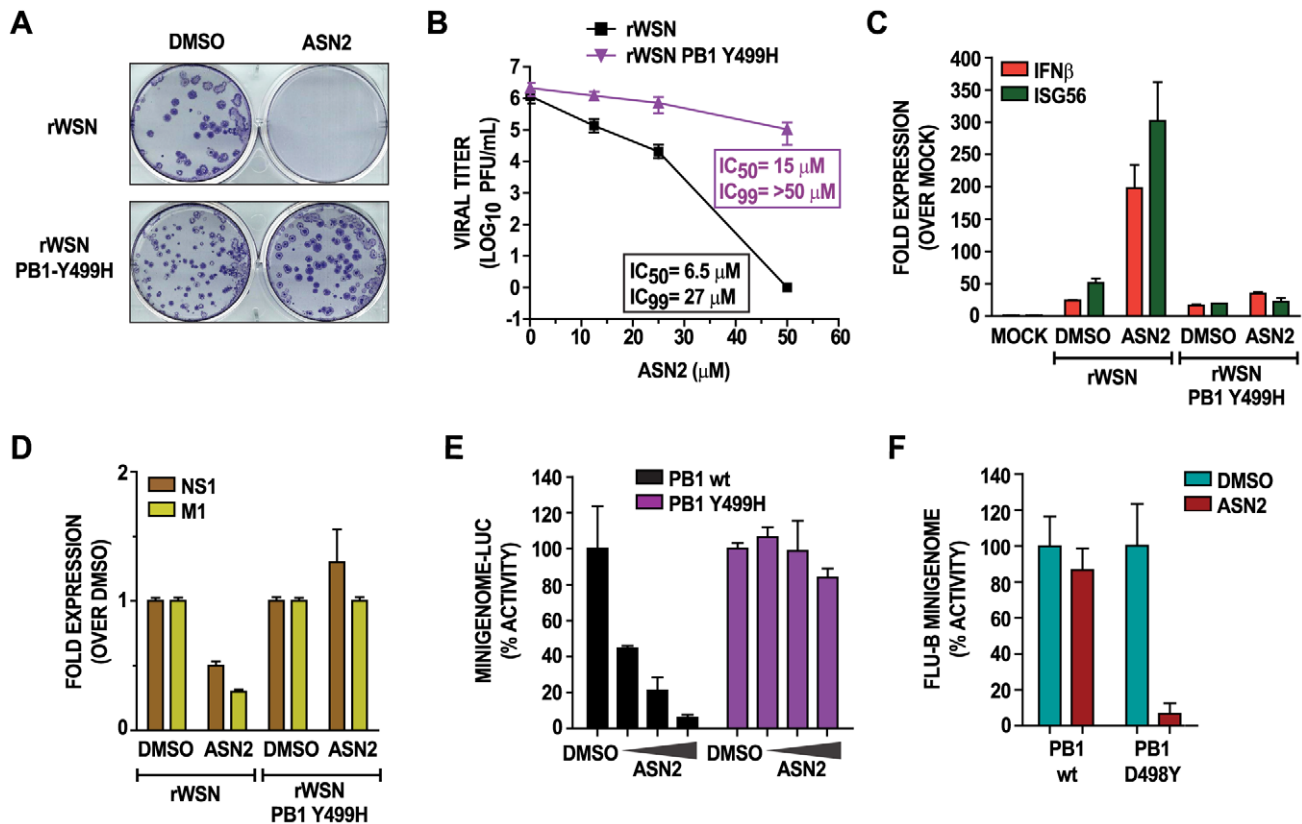 A
DMSO
ASN2
rWSN
rWSN
PB1-Y499H
B
rWSN
rWSN PB1 Y499H
VIRAL TITER
(LOG10 PFU/mL)
7
6
5
4
3
2
1
0
-1
IC50= 15 μM
IC99= >50 μM
IC50= 6.5 μM
IC99= 27 μM
0 10 20 30 40 50 60
ASN2 (μM)
C
IFNβ
ISG56
FOLD EXPRESSION
(OVER MOCK)
400
350
300
250
200
150
100
50
0
MOCK DMSO ASN2 DMSO ASN2
rWSN
rWSN
PB1 Y499H
D
NS1
M1
FOLD EXPRESSION
(OVER DMSO)
2
1
0
DMSO ASN2 DMSO ASN2
rWSN
rWSN
PB1 Y499H
E
PB1 wt
PB1 Y499H
MINIGENOME-LUC
(% ACTIVITY)
140
120
100
80
60
40
20
0
DMSO
ASN2
DMSO
ASN2
F
DMSO
ASN2
FLU-B MINIGENOME
(% ACTIVITY)
140
120
100
80
60
40
20
0
PB1
wt
PB1
D498Y